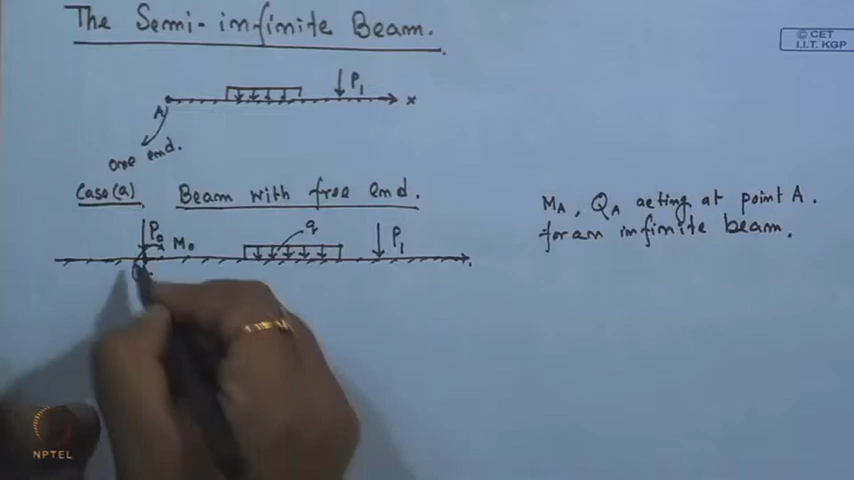 The Semi-infinite Beam.
© CET
I.I.T. KGP
P1
A
x
one end.
Case(a) Beam with free end.
P0
M0
q
P1
MA, QA acting at point A.
for an infinite beam.
NPTEL